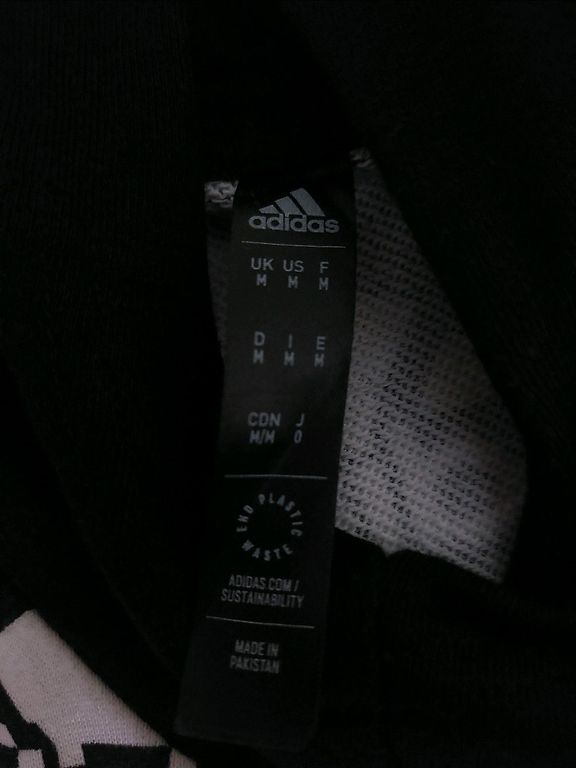 adidas
UK US F
M M M
D I E
M M M
CDN J
M/M O
END PLASTIC WASTE
ADIDAS.COM/
SUSTAINABILITY
MADE IN
PAKISTAN